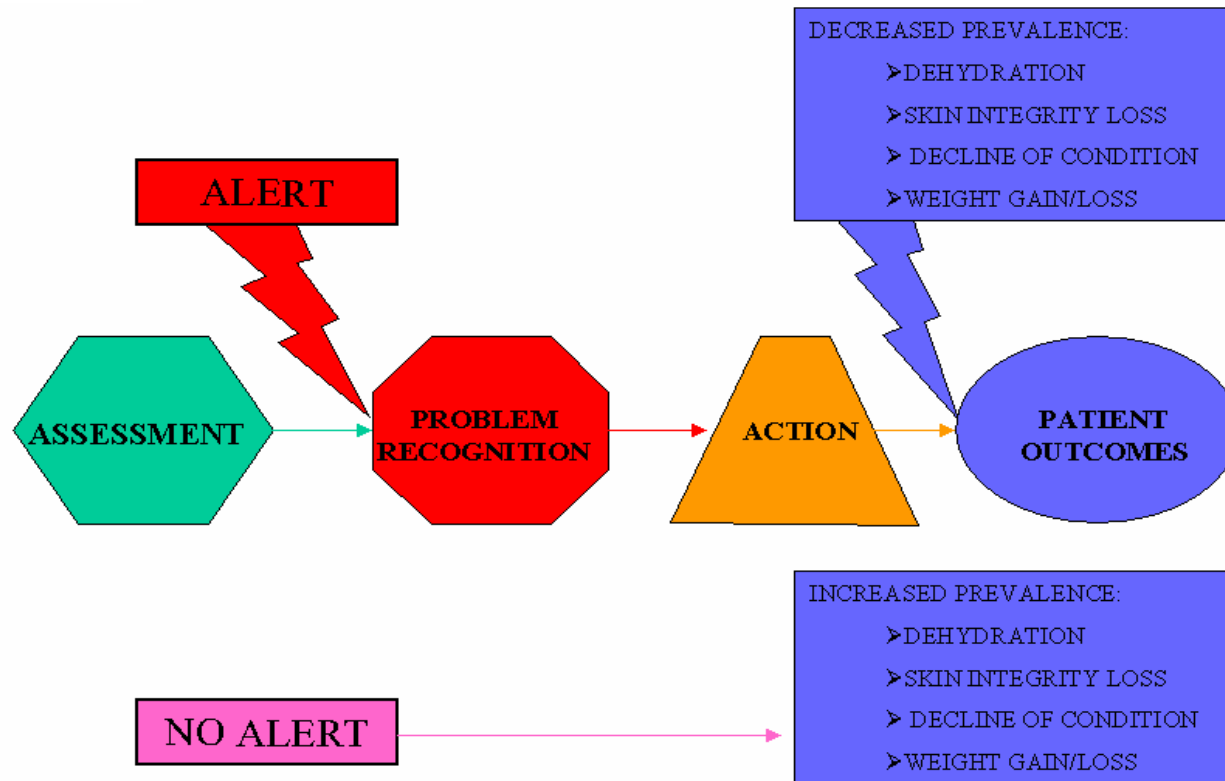 DECREASED PREVALENCE:
➢DEHYDRATION
➢SKIN INTEGRITY LOSS
➢ DECLINE OF CONDITION
➢WEIGHT GAIN/LOSS
ALERT
ASSESSMENT
PROBLEM
RECOGNITION
ACTION
PATIENT
OUTCOMES
INCREASED PREVALENCE:
➢DEHYDRATION
➢SKIN INTEGRITY LOSS
➢ DECLINE OF CONDITION
➢WEIGHT GAIN/LOSS
NO ALERT